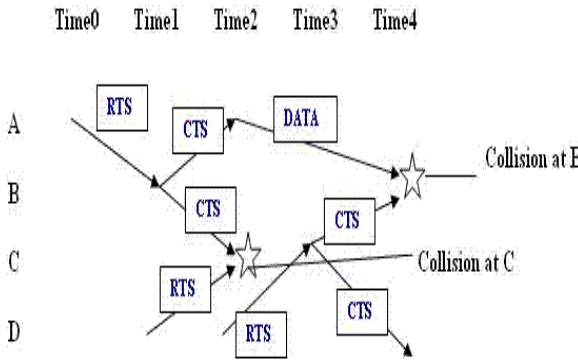 Time0 Time1 Time2 Time3 Time4
A
RTS
CTS
DATA
Collision at B
B
CTS
CTS
C
Collision at C
RTS
CTS
D
RTS